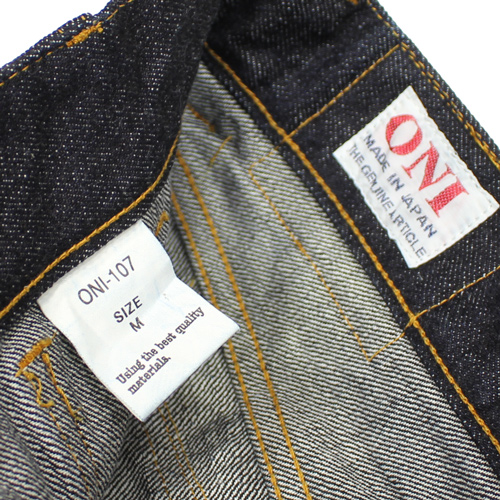 ONI
MADE IN JAPAN
THE GENUINE ARTICLE
ONI-107
SIZE
M
Using the best quality
materials.